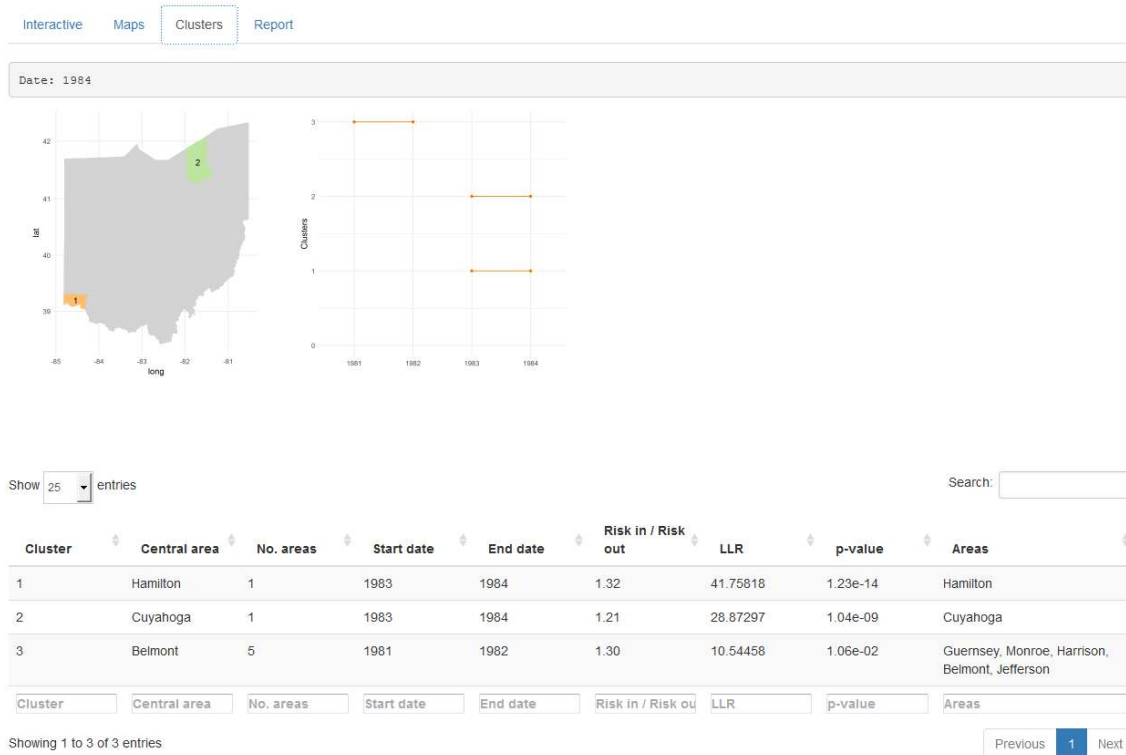 Interactive Maps Clusters Report
Date: 1984
42
41
40
39
lat
2
1
-85 -84 -83 -82 -81
long
3
2
1
0
Clusters
1981 1982 1983 1984
Show 25 entries
Search:
Cluster Central area No. areas Start date End date Risk in / Risk out LLR p-value Areas
1 Hamilton 1 1983 1984 1.32 41.75818 1.23e-14 Hamilton
2 Cuyahoga 1 1983 1984 1.21 28.87297 1.04e-09 Cuyahoga
3 Belmont 5 1981 1982 1.30 10.54458 1.06e-02 Guernsey, Monroe, Harrison,
Belmont, Jefferson
Cluster Central area No. areas Start date End date Risk in / Risk ou LLR p-value Areas
Showing 1 to 3 of 3 entries
Previous 1 Next